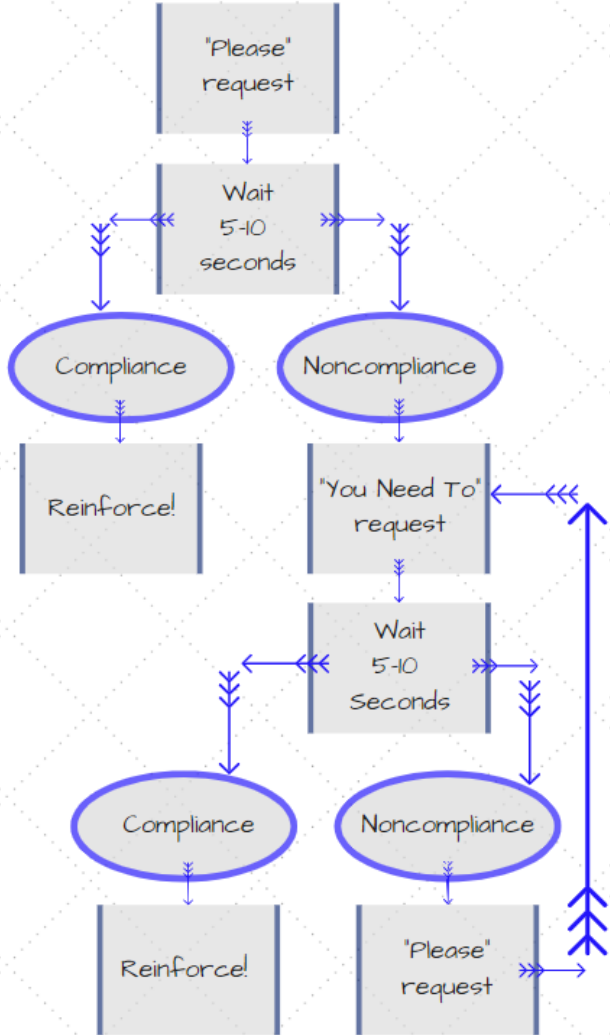 "Please"
request
Wait
5-10
seconds
Compliance
Noncompliance
Reinforce!
"You Need To"
request
Wait
5-10
Seconds
Compliance
Noncompliance
Reinforce!
"Please"
request